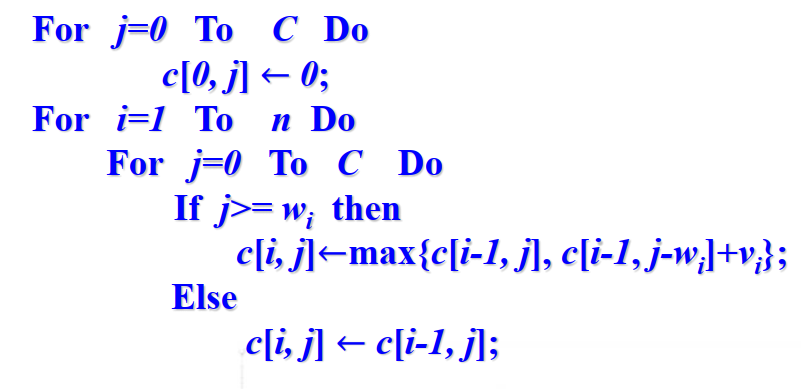 For j=0 To C Do
c[0, j] ← 0;
For i=1 To n Do
For j=0 To C Do
If j>= wᵢ then
c[i, j]←max{c[i-1, j], c[i-1, j-wᵢ]+vᵢ};
Else
c[i, j] ← c[i-1, j];